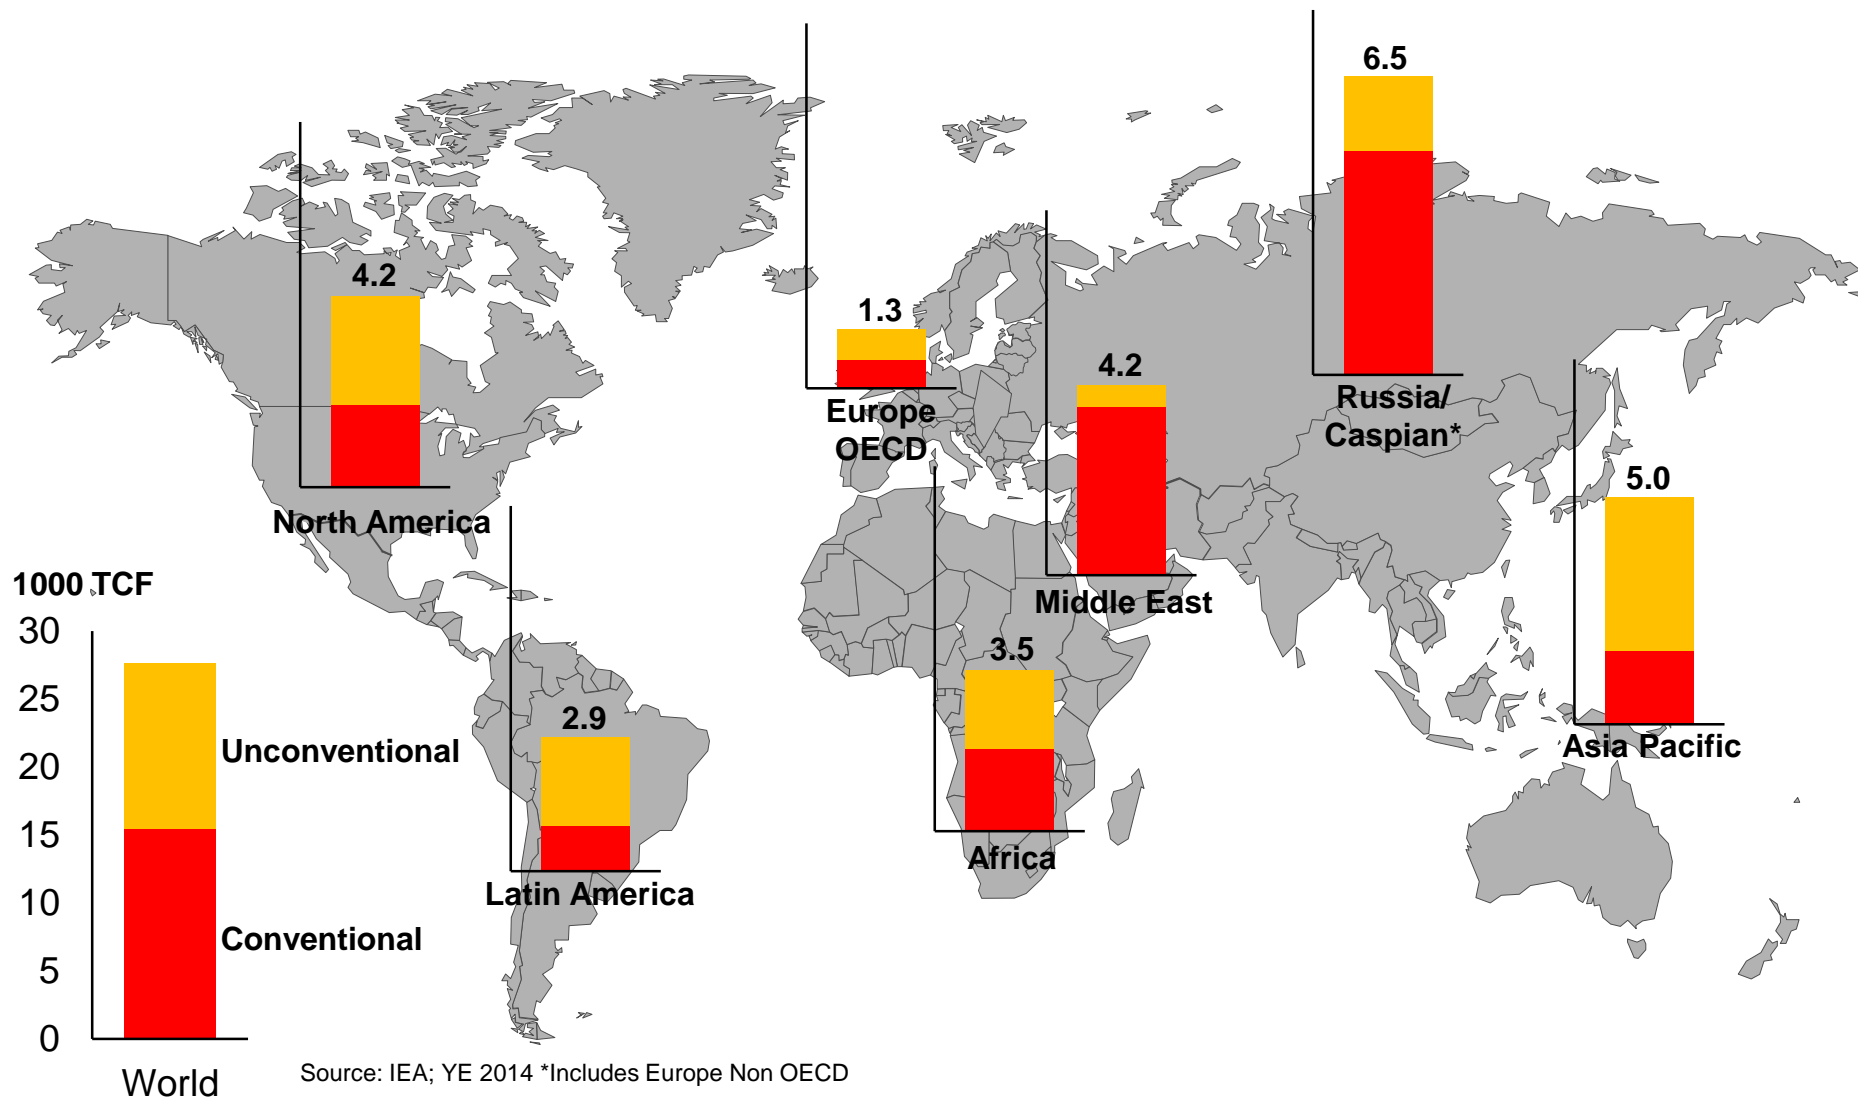 6.5
4.2
1.3
4.2
Russia/
Caspian*
Europe
OECD
5.0
North America
1000 TCF
Middle East
30
3.5
25
2.9
Unconventional
Asia Pacific
20
15
Africa
Latin America
10
Conventional
5
0
World
Source: IEA; YE 2014 *Includes Europe Non OECD